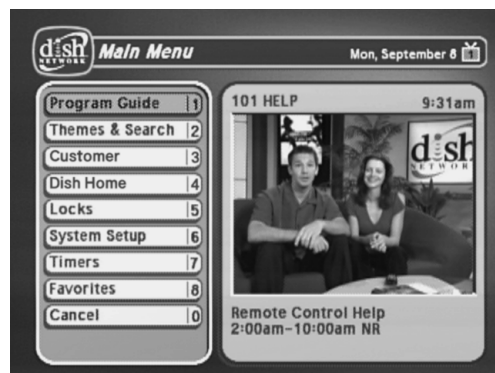 dish
NETWORK
Main Menu
Mon, September 8
Program Guide 1
Themes & Search 2
Customer 3
Dish Home 4
Locks 5
System Setup 6
Timers 7
Favorites 8
Cancel 0
101 HELP 9:31am
dish
NETWOR
Remote Control Help
2:00am-10:00am NR